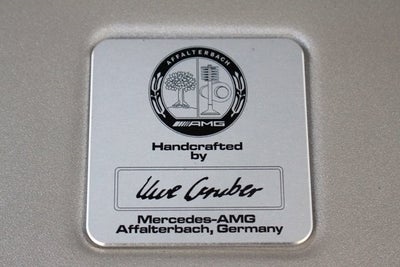 AFFALTERBACH
AMG
Handcrafted
by
Uwe Gruber
Mercedes-AMG
Affalterbach, Germany